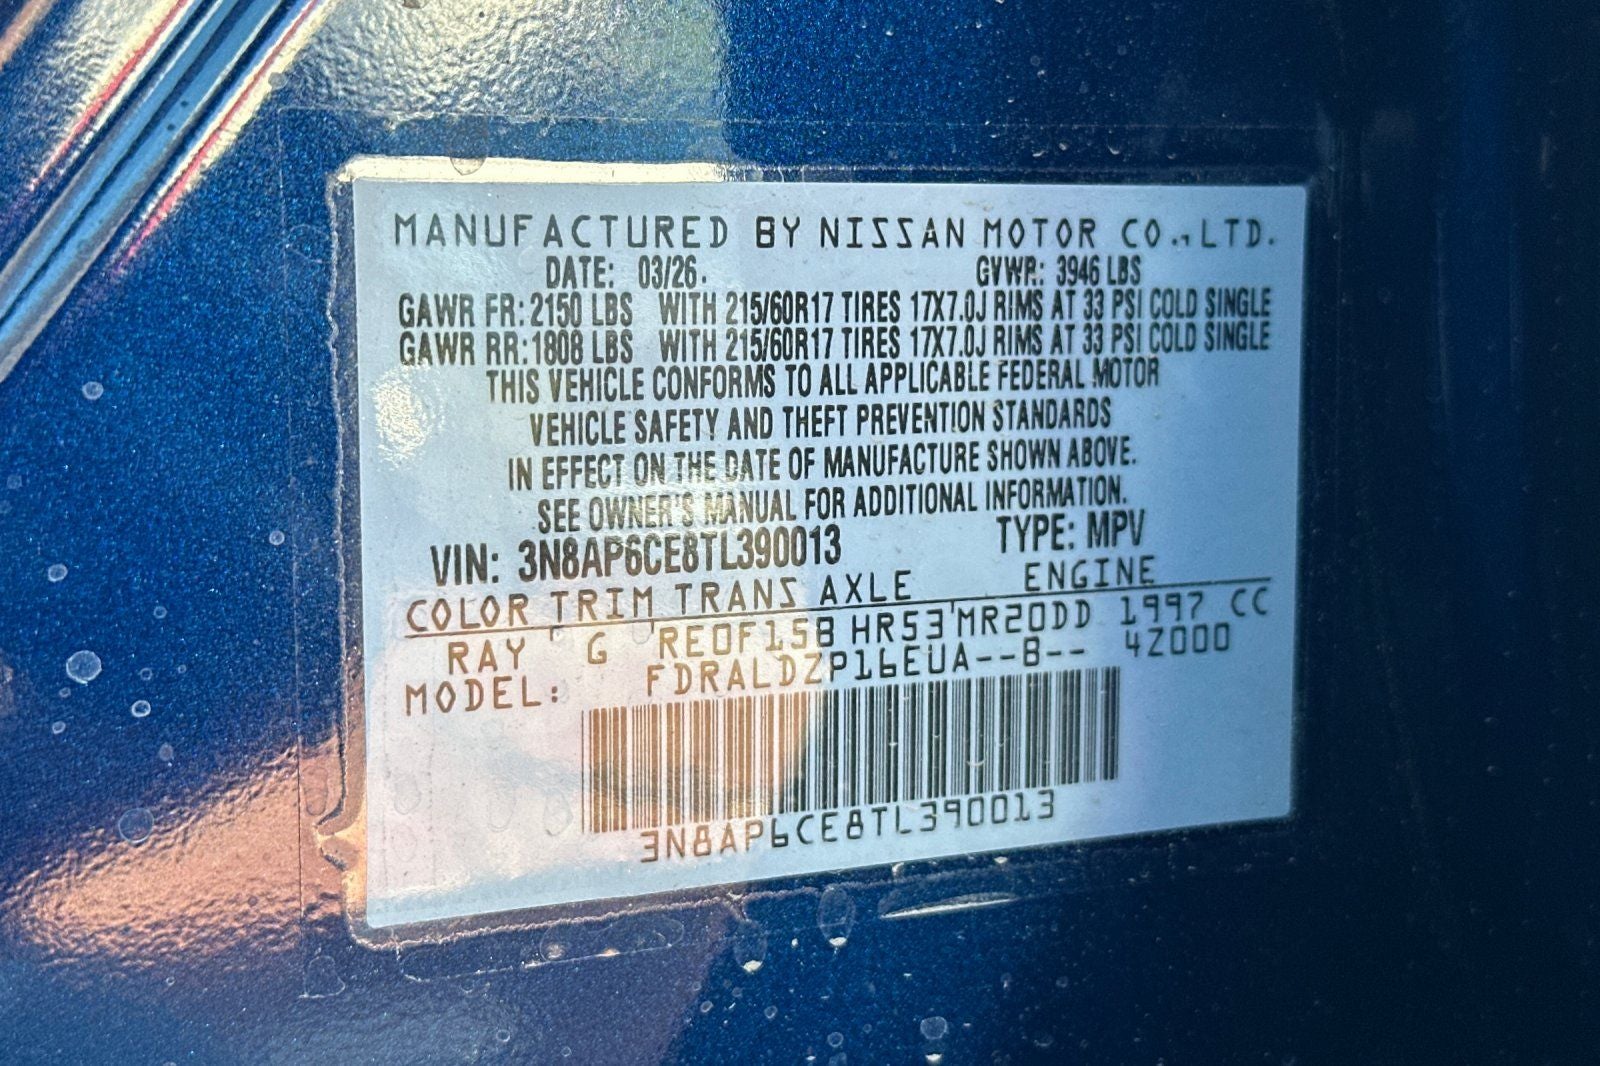 MANUFACTURED BY NISSAN MOTOR CO., LTD.
DATE: 03/26. GVWR: 3946 LBS
GAWR FR: 2150 LBS WITH 215/60R17 TIRES 17X7.0J RIMS AT 33 PSI COLD SINGLE
GAWR RR: 1808 LBS WITH 215/60R17 TIRES 17X7.0J RIMS AT 33 PSI COLD SINGLE
THIS VEHICLE CONFORMS TO ALL APPLICABLE FEDERAL MOTOR
VEHICLE SAFETY AND THEFT PREVENTION STANDARDS
IN EFFECT ON THE DATE OF MANUFACTURE SHOWN ABOVE.
SEE OWNER'S MANUAL FOR ADDITIONAL INFORMATION.
VIN: 3N8AP6CE8TL390013 TYPE: MPV
COLOR TRIM TRANS AXLE ENGINE
RAY G RE0F15B HR53 MR20DD 1997 CC
MODEL: FDRALDZP16EUA--B-- 4Z000
3N8AP6CE8TL390013